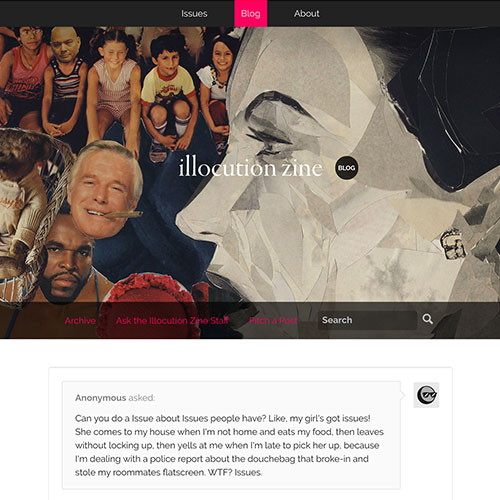 Issues Blog About
illocution zine BLOG
Archive Ask the Illocution Zine Staff Pitch a Post Search
Anonymous asked:
Can you do a Issue about Issues people have? Like, my girl's got issues!
She comes to my house when I'm not home and eats my food, then leaves
without locking up, then yells at me when I'm late to pick her up, because
I'm dealing with a police report about the douchebag that broke-in and
stole my roommates flatscreen. WTF? Issues.